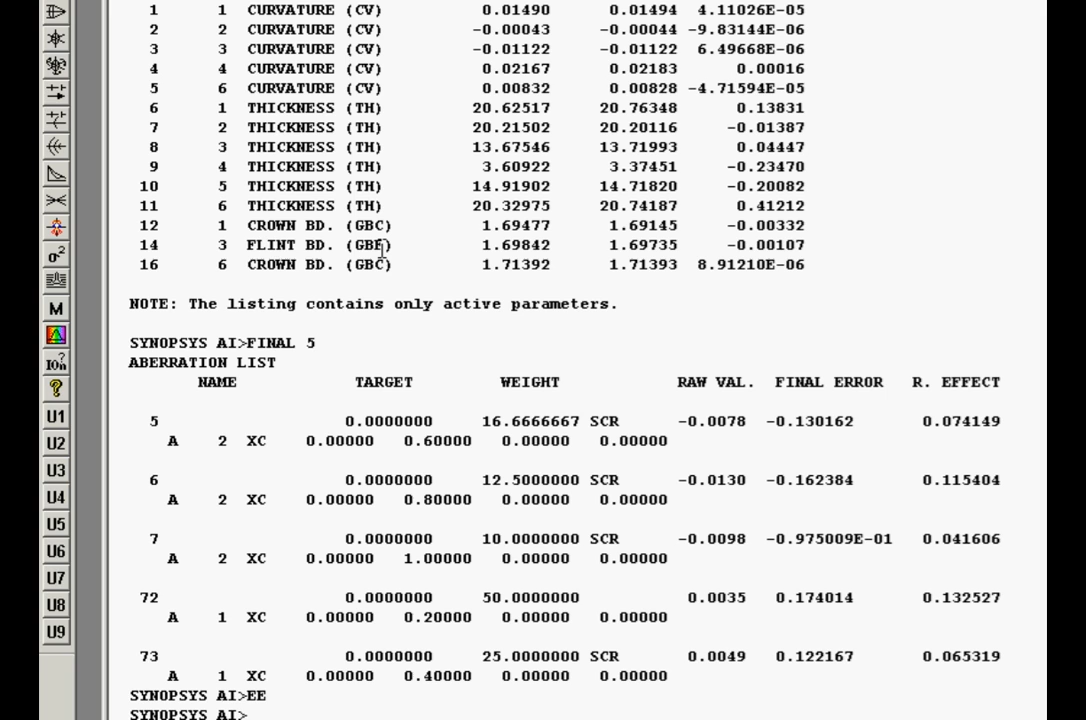 1 1 CURVATURE (CV) 0.01490 0.01494 4.11026E-05
2 2 CURVATURE (CV) -0.00043 -0.00044 -9.83144E-06
3 3 CURVATURE (CV) -0.01122 -0.01122 6.49668E-06
4 4 CURVATURE (CV) 0.02167 0.02183 0.00016
5 6 CURVATURE (CV) 0.00832 0.00828 -4.71594E-05
6 1 THICKNESS (TH) 20.62517 20.76348 0.13831
7 2 THICKNESS (TH) 20.21502 20.20116 -0.01387
8 3 THICKNESS (TH) 13.67546 13.71993 0.04447
9 4 THICKNESS (TH) 3.60922 3.37451 -0.23470
10 5 THICKNESS (TH) 14.91902 14.71820 -0.20082
11 6 THICKNESS (TH) 20.32975 20.74187 0.41212
12 1 CROWN BD. (GBC) 1.69477 1.69145 -0.00332
14 3 FLINT BD. (GBF) 1.69842 1.69735 -0.00107
16 6 CROWN BD. (GBC) 1.71392 1.71393 8.91210E-06
NOTE: The listing contains only active parameters.
SYNOPSYS AI>FINAL 5
ABERRATION LIST
NAME TARGET WEIGHT RAW VAL. FINAL ERROR R. EFFECT
5 0.0000000 16.6666667 SCR -0.0078 -0.130162 0.074149
A 2 XC 0.00000 0.60000 0.00000 0.00000
6 0.0000000 12.5000000 SCR -0.0130 -0.162384 0.115404
A 2 XC 0.00000 0.80000 0.00000 0.00000
7 0.0000000 10.0000000 SCR -0.0098 -0.975009E-01 0.041606
A 2 XC 0.00000 1.00000 0.00000 0.00000
72 0.0000000 50.0000000 0.0035 0.174014 0.132527
A 1 XC 0.00000 0.20000 0.00000 0.00000
73 0.0000000 25.0000000 SCR 0.0049 0.122167 0.065319
A 1 XC 0.00000 0.40000 0.00000 0.00000
SYNOPSYS AI>EE
SYNOPSYS AI>
σ²
M
10n?
?
U1
U2
U3
U4
U5
U6
U7
U8
U9